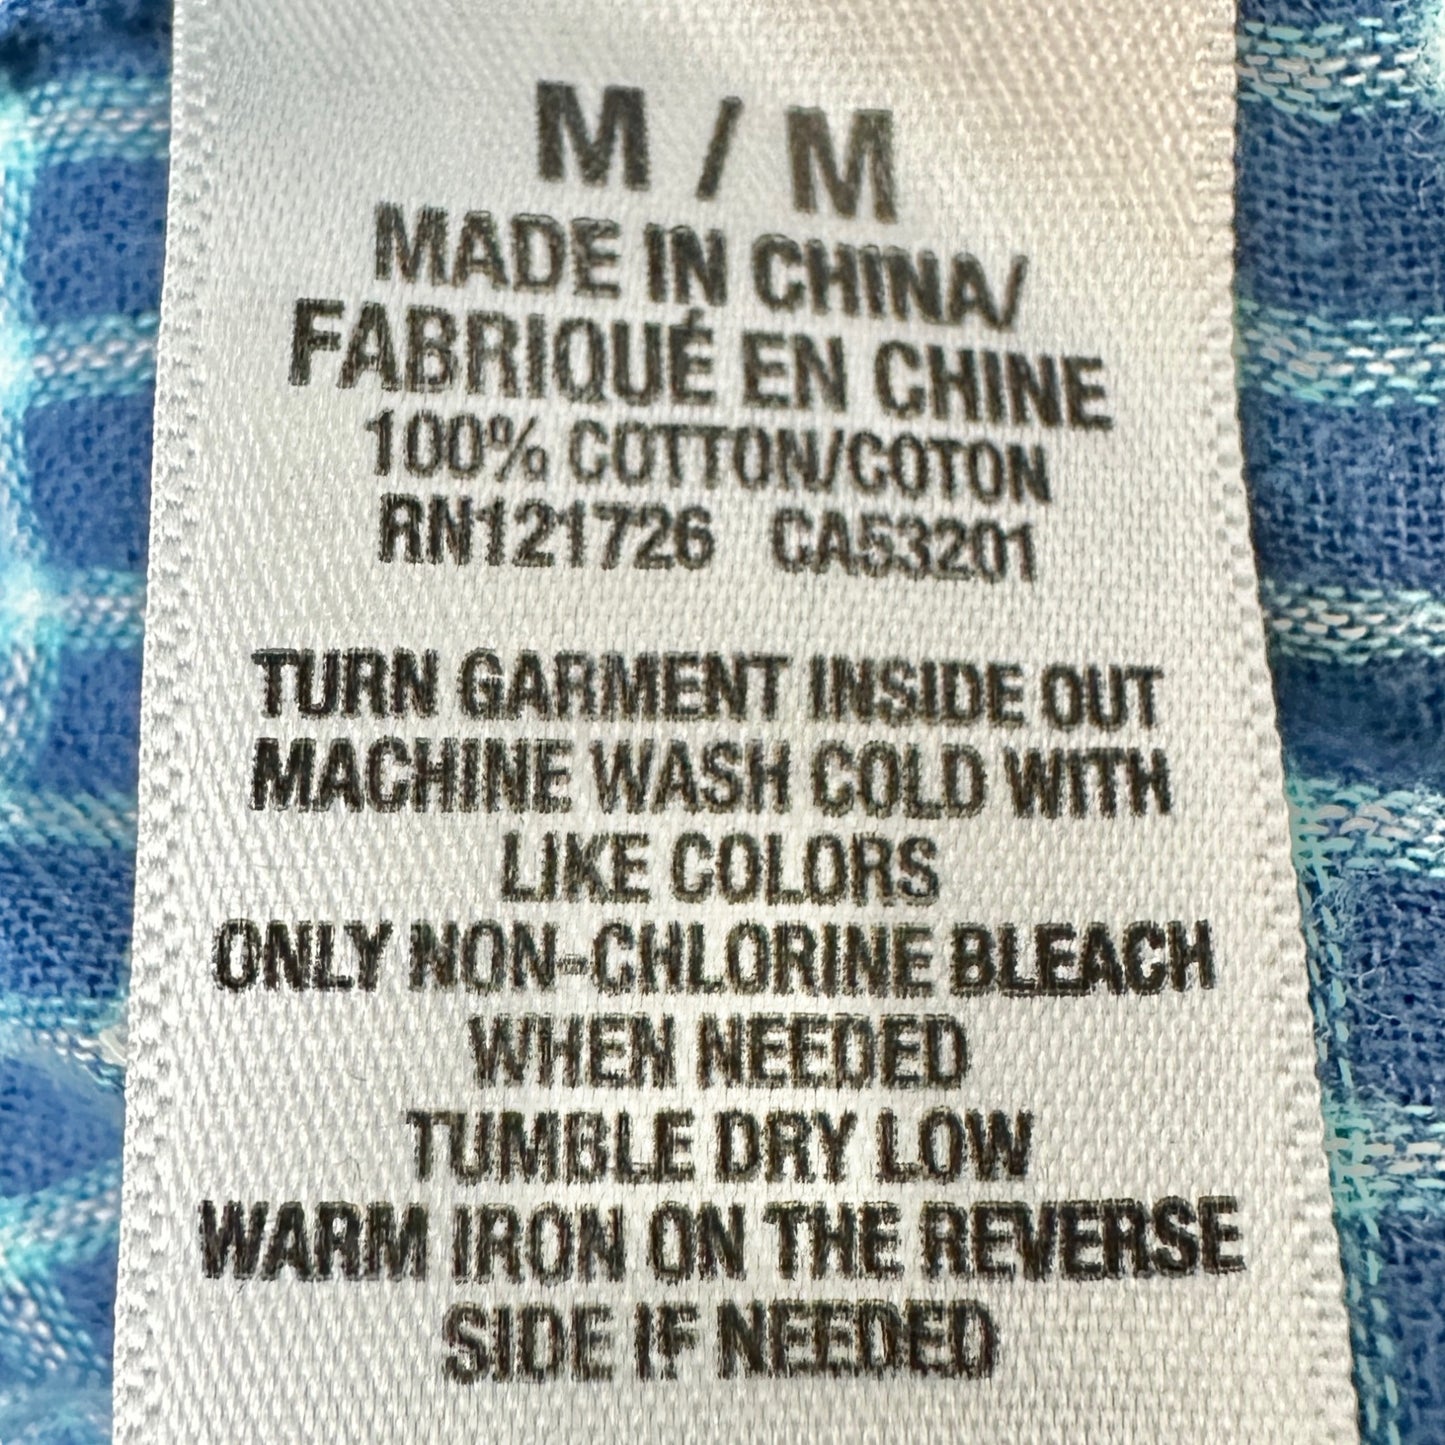 M / M
MADE IN CHINA/
FABRIQUÉ EN CHINE
100% COTTON/COTON
RN121726 CA53201
TURN GARMENT INSIDE OUT
MACHINE WASH COLD WITH
LIKE COLORS
ONLY NON-CHLORINE BLEACH
WHEN NEEDED
TUMBLE DRY LOW
WARM IRON ON THE REVERSE
SIDE IF NEEDED